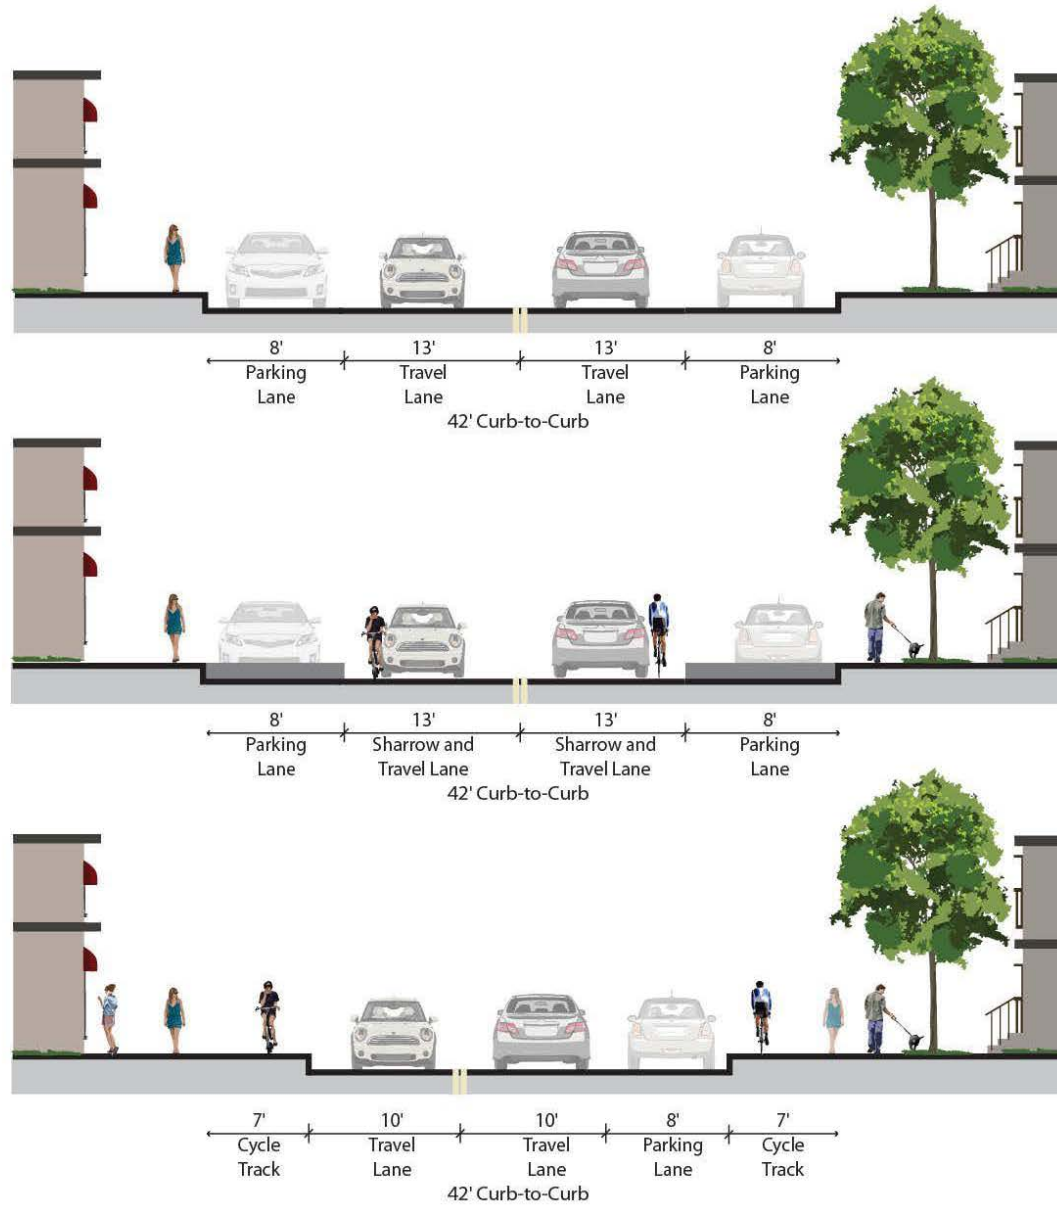 8' 13' 13' 8'
Parking Travel Travel Parking
Lane Lane Lane Lane
42' Curb-to-Curb
8' 13' 13' 8'
Parking Sharrow and Sharrow and Parking
Lane Travel Lane Travel Lane Lane
42' Curb-to-Curb
7' 10' 10' 8' 7'
Cycle Travel Travel Parking Cycle
Track Lane Lane Lane Track
42' Curb-to-Curb